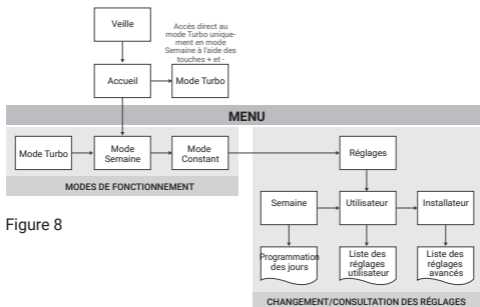 Veille
Accès direct au
mode Turbo unique-
ment en mode
Semaine à l'aide des
touches + et -
Accueil
Mode Turbo
MENU
Mode Turbo
Mode
Semaine
Mode
Constant
Réglages
MODES DE FONCTIONNEMENT
Semaine
Utilisateur
Installateur
Figure 8
Programmation
des jours
Liste des
réglages
utilisateur
Liste des
réglages
avancés
CHANGEMENT/CONSULTATION DES RÉGLAGES